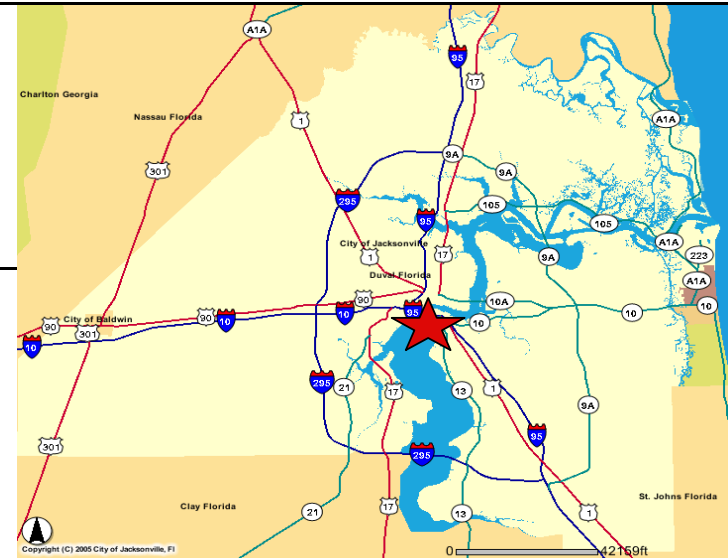 A1A
95
17
Charlton Georgia
Nassau Florida
1
A1A
9A
301
9A
295
105
95
105
City of Jacksonville
A1A
1
17
9A
223
Duval Florida
A1A
90
10A
10
90
10
95
10
City of Baldwin
10
90
301
10
10
295
21
17
13
1
9A
95
301
295
Clay Florida
St. Johns Florida
17
21
13
1
Copyright (C) 2005 City of Jacksonville, Fl
0 42159ft